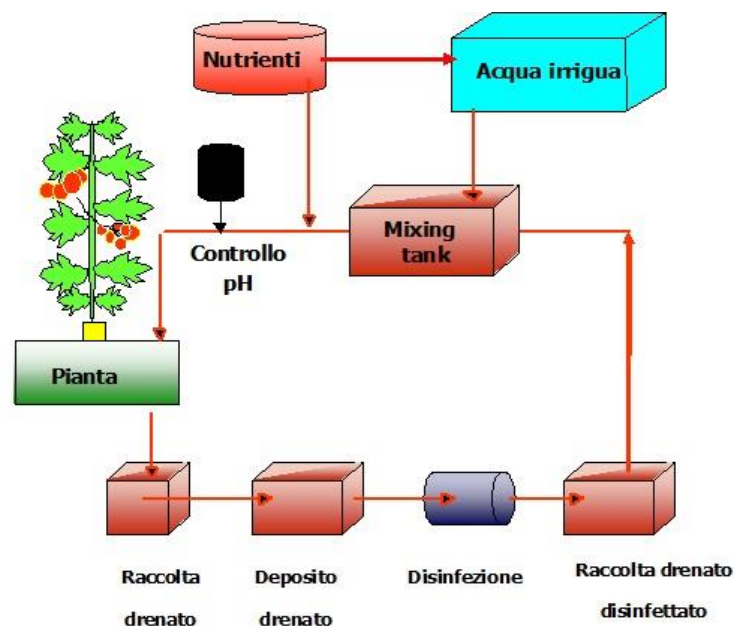 Nutrienti
Acqua irrigua
Mixing
tank
Controllo
pH
Pianta
Raccolta
drenato
Deposito
drenato
Disinfezione
Raccolta drenato
disinfettato